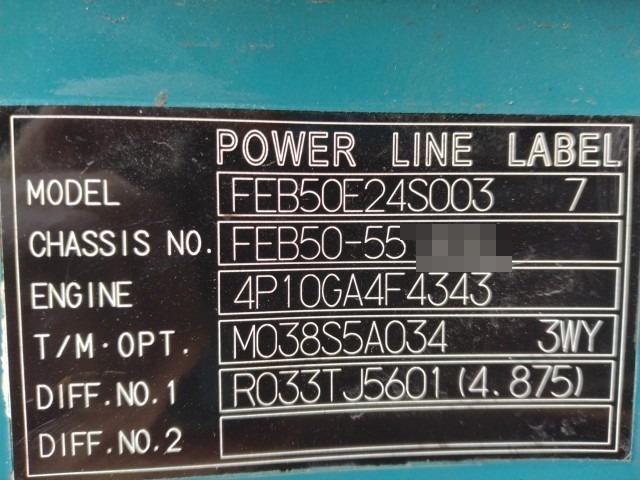 POWER LINE LABEL
MODEL FEB50E24S003 7
CHASSIS NO. FEB50-55
ENGINE 4P10GA4F4343
T/M·OPT. M038S5A034 3WY
DIFF.NO.1 R033TJ5601(4.875)
DIFF.NO.2